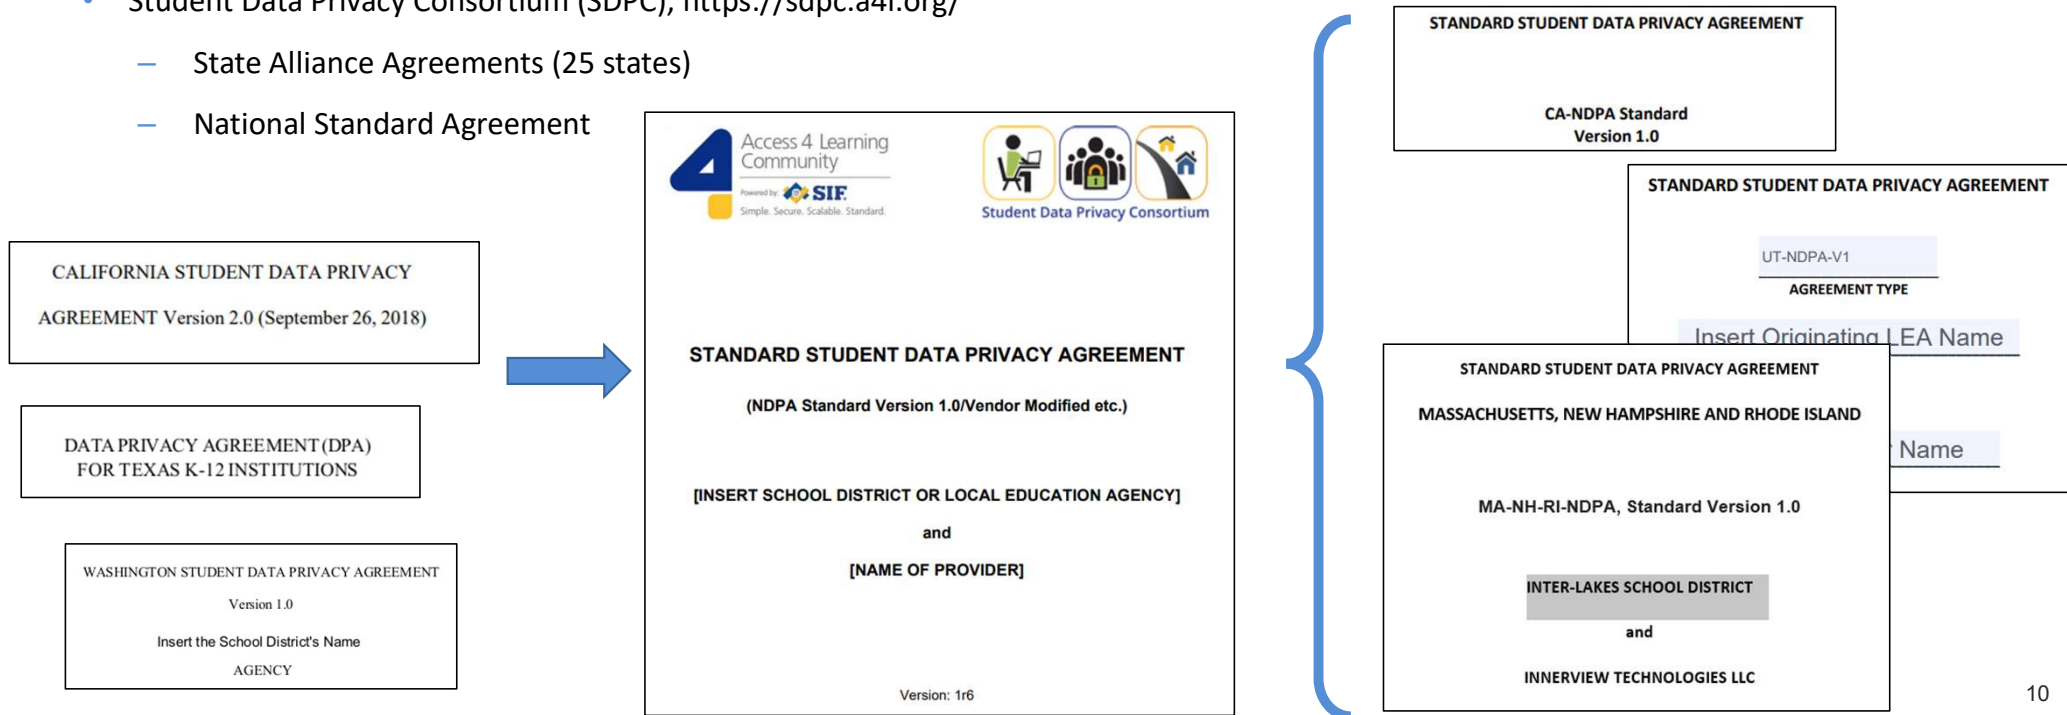 Student Data Privacy Consortium (SDPC), https://sdpc.a4l.org/
– State Alliance Agreements (25 states)
– National Standard Agreement
CALIFORNIA STUDENT DATA PRIVACY
AGREEMENT Version 2.0 (September 26, 2018)
DATA PRIVACY AGREEMENT (DPA)
FOR TEXAS K-12 INSTITUTIONS
WASHINGTON STUDENT DATA PRIVACY AGREEMENT
Version 1.0
Insert the School District's Name
AGENCY
4
Access 4 Learning
Community
Powered by: SIF
Simple. Secure. Scalable. Standard.
Student Data Privacy Consortium
STANDARD STUDENT DATA PRIVACY AGREEMENT
(NDPA Standard Version 1.0/Vendor Modified etc.)
[INSERT SCHOOL DISTRICT OR LOCAL EDUCATION AGENCY]
and
[NAME OF PROVIDER]
Version: 1r6
STANDARD STUDENT DATA PRIVACY AGREEMENT
CA-NDPA Standard
Version 1.0
STANDARD STUDENT DATA PRIVACY AGREEMENT
UT-NDPA-V1
AGREEMENT TYPE
Insert Originating LEA Name
Name
STANDARD STUDENT DATA PRIVACY AGREEMENT
MASSACHUSETTS, NEW HAMPSHIRE AND RHODE ISLAND
MA-NH-RI-NDPA, Standard Version 1.0
INTER-LAKES SCHOOL DISTRICT
and
INNERVIEW TECHNOLOGIES LLC
10